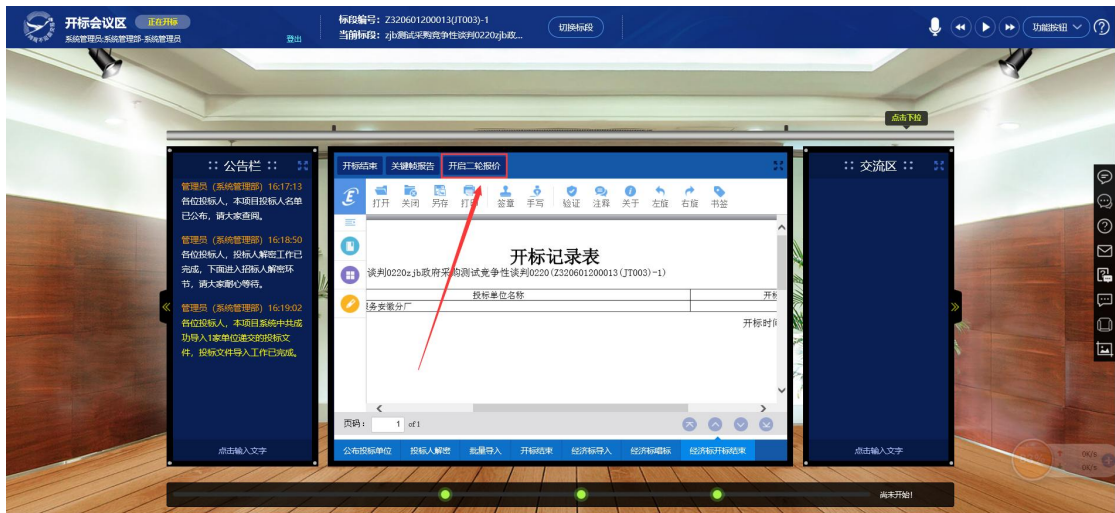 开标会议区 正在开标
系统管理员·系统管理部-系统管理员
登出
标段编号: Z320601200013(JT003)-1
当前标段: zjb测试采购竞争性谈判0220zjb政...
切换标段
功能按钮
点击下拉
:: 公告栏 ::
管理员 (系统管理部) 16:17:13
各位投标人，本项目投标人名单
已公布，请大家查阅。
管理员 (系统管理部) 16:18:50
各位投标人，投标人解密工作已
完成，下面进入招标人解密环
节，请大家耐心等待。
管理员 (系统管理部) 16:19:02
各位投标人，本项目系统中共成
功导入1家单位递交的投标文
件，投标文件导入工作已完成。
点击输入文字
开标结束 关键帧报告 开启二轮报价
打开 关闭 另存 打印 签章 手写 验证 注释 关于 左旋 右旋 书签
开标记录表
谈判0220zjb政府采购测试竞争性谈判0220(Z320601200013(JT003)-1)
投标单位名称
务安徽分厂
开标时间
页码: 1 of1
公布投标单位 投标人解密 批量导入 开标结束 经济标导入 经济标唱标 经济标开标结束
:: 交流区 ::
点击输入文字
尚未开始!
0K/s
0K/s